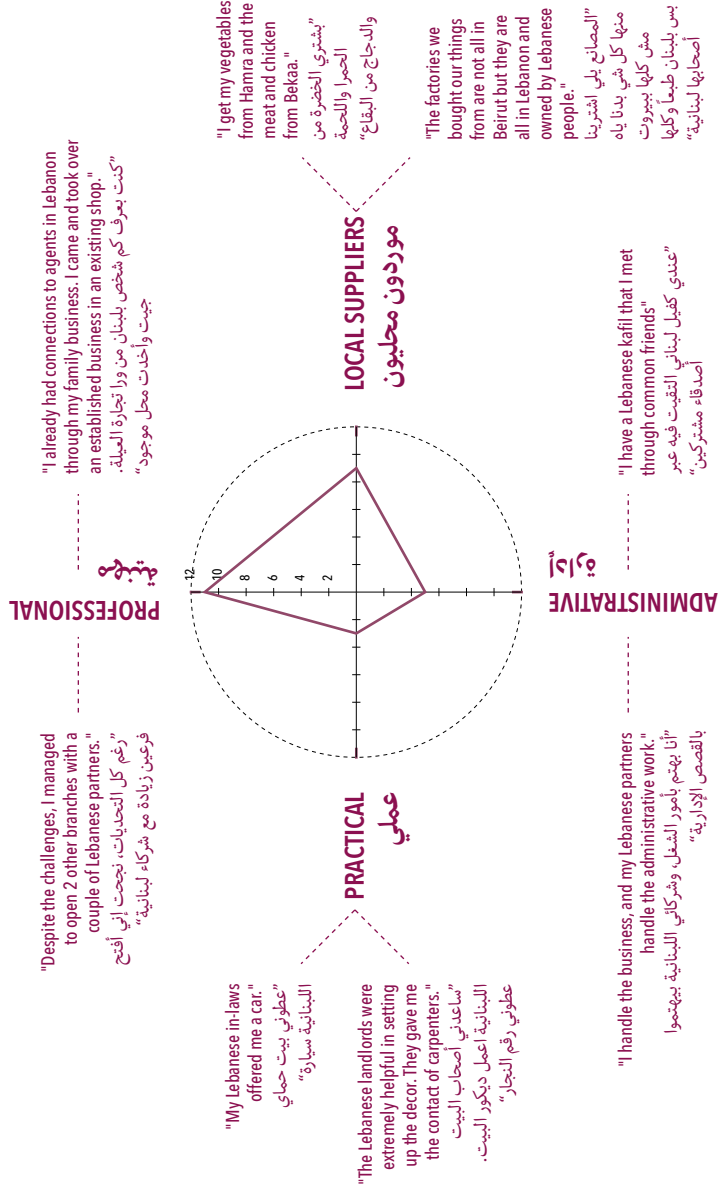 "Despite the challenges, I managed
to open 2 other branches with a
couple of Lebanese partners."
”رغم كل التحديات، نجحت إني أفتح
فرعين زيادة مع شركاء لبنانية“
PROFESSIONAL
مهنية
"I already had connections to agents in Lebanon
through my family business. I came and took over
an established business in an existing shop."
”كنت بعرف كم شخص بلبنان من ورا تجارة العيلة.
جيت وأخدت محل موجود“
"My Lebanese in-laws
offered me a car."
”عطوني بيت حماي
اللبنانية سيارة“
"The Lebanese landlords were
extremely helpful in setting
up the decor. They gave me
the contact of carpenters."
”ساعدني أصحاب البيت
اللبنانية اعمل ديكور البيت.
عطوني رقم النجار“
PRACTICAL
عملي
12
10
8
6
4
2
LOCAL SUPPLIERS
موردون محليون
"I get my vegetables
from Hamra and the
meat and chicken
from Bekaa."
”بشتري الخضرة من
الحمرا واللحمة
والدجاج من البقاع“
"The factories we
bought our things
from are not all in
Beirut but they are
all in Lebanon and
owned by Lebanese
people."
”المصانع يلي اشترينا
منها كل شي بدنا ياه
مش كلها ببيروت
بس بلبنان طبعاً وكلها
أصحابها لبنانية“
"I handle the business, and my Lebanese partners
handle the administrative work."
”أنا بهتم بأمور الشغل، وشركائي اللبنانية بيهتموا
بالقصص الإدارية“
ADMINISTRATIVE
إدارة
"I have a Lebanese kafil that I met
through common friends"
”عندي كفيل لبناني التقيت فيه عبر
أصدقاء مشتركين“